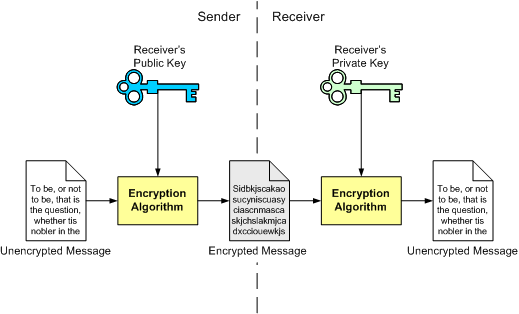 Sender
Receiver
Receiver's
Public Key
Receiver's
Private Key
To be, or not
to be, that is
the question,
whether tis
nobler in the
Unencrypted Message
Encryption
Algorithm
Sidbkjscakao
sucyniscuasy
ciascnmasca
skjchslakmjca
dxcciouewkjs
Encrypted Message
Encryption
Algorithm
To be, or not
to be, that is
the question,
whether tis
nobler in the
Unencrypted Message